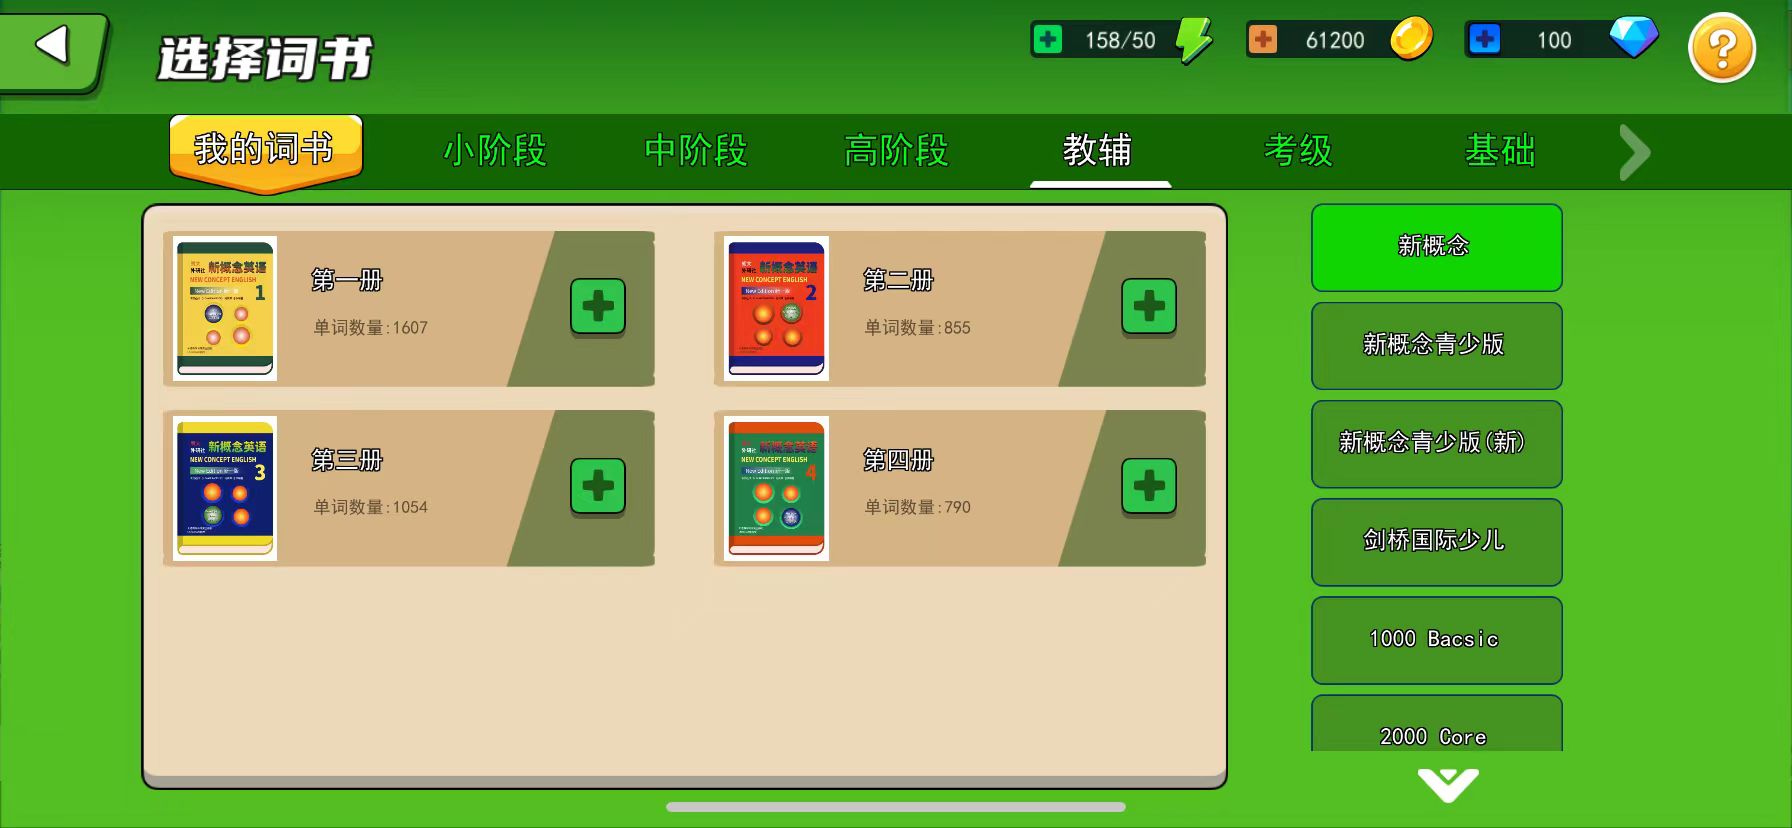 选择词书
158/50
61200
100
?
我的词书
小阶段
中阶段
高阶段
教辅
考级
基础
新概念英语
NEW CONCEPT ENGLISH
1
第一册
单词数量:1607
新概念英语
NEW CONCEPT ENGLISH
2
第二册
单词数量:855
新概念英语
NEW CONCEPT ENGLISH
3
第三册
单词数量:1054
新概念英语
NEW CONCEPT ENGLISH
4
第四册
单词数量:790
新概念
新概念青少版
新概念青少版(新)
剑桥国际少儿
1000 Bacsic
2000 Core